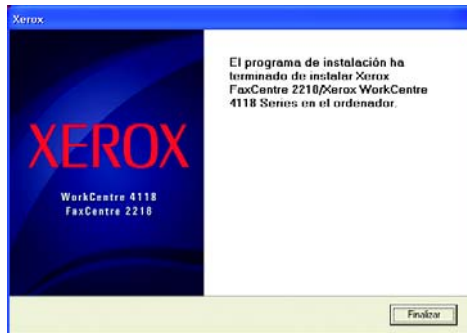 Xerox
El programa de instalación ha
terminado de instalar Xerox
FaxCentre 2218/Xerox WorkCentre
4118 Series en el ordenador.
XEROX
WorkCentre 4118
FaxCentre 2218
Finalizar